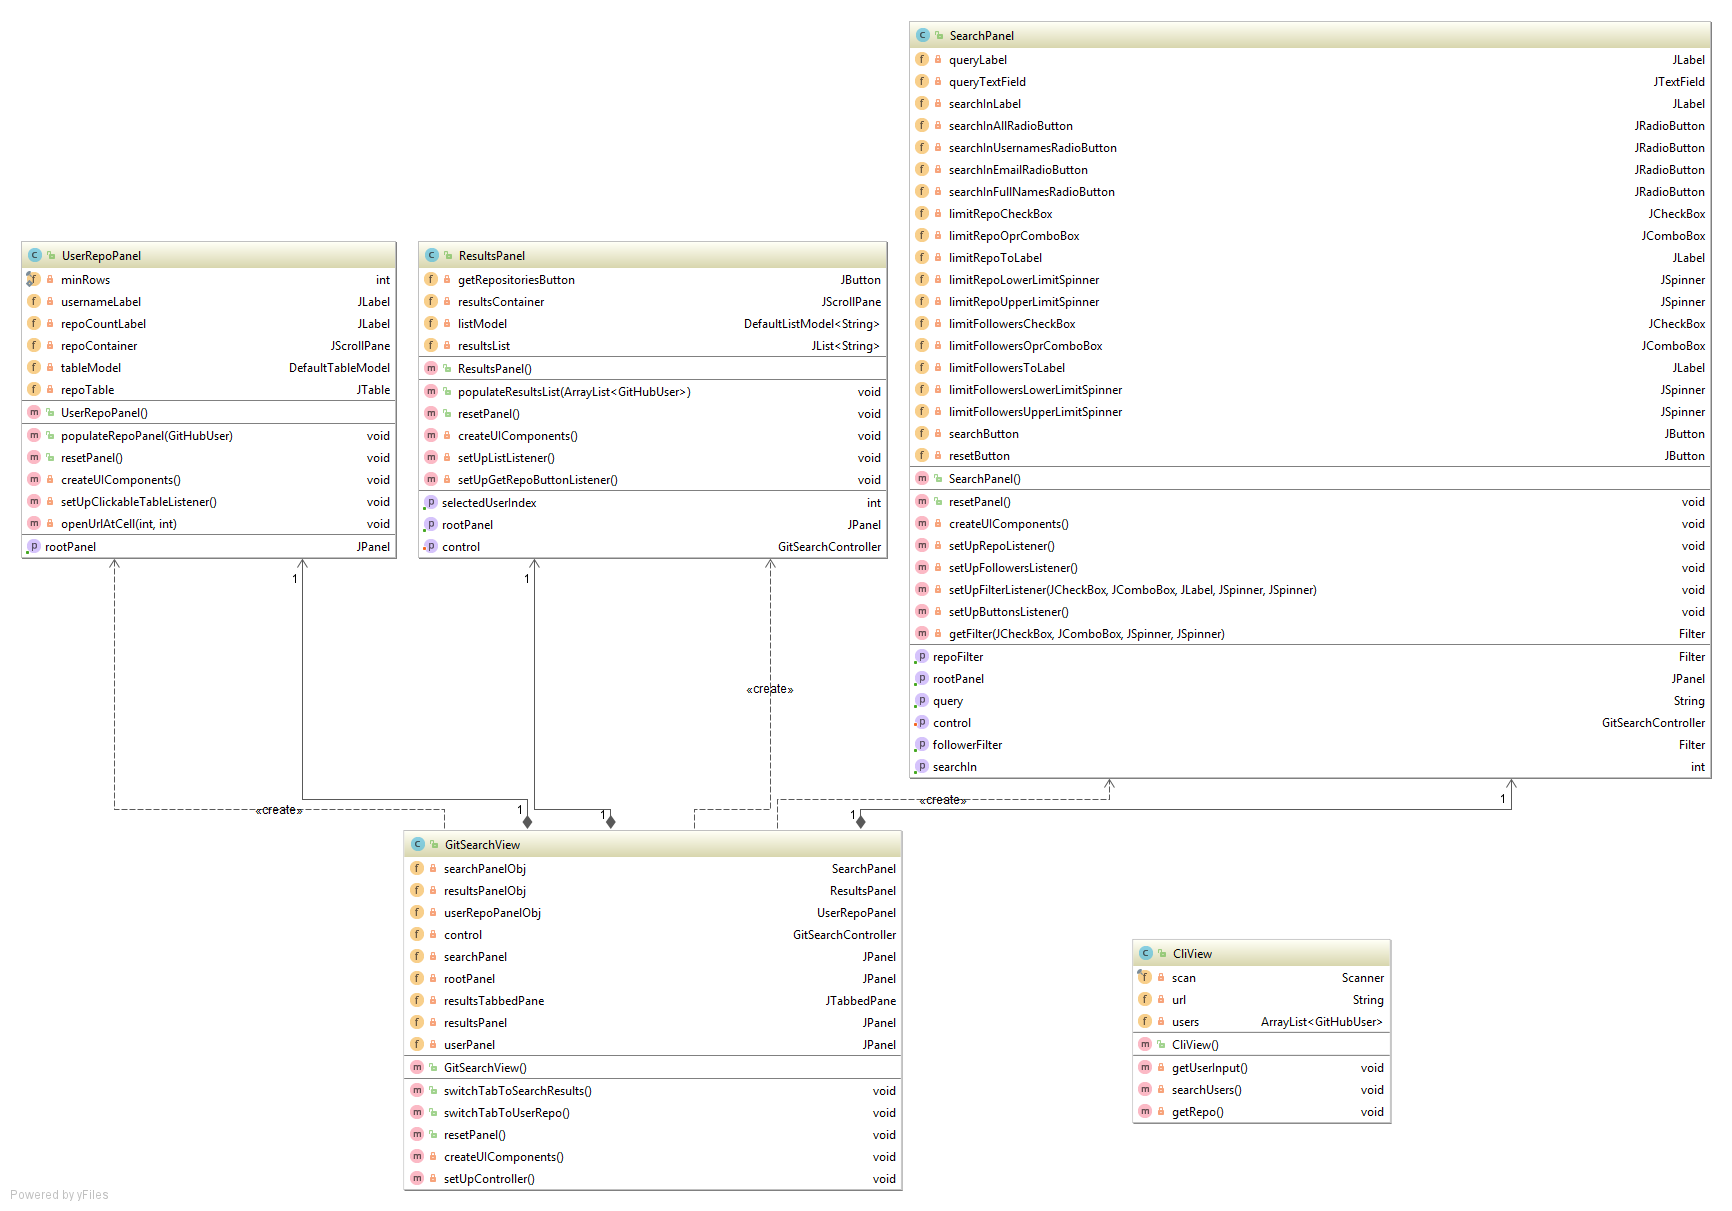 SearchPanel
queryLabel JLabel
queryTextField JTextField
searchInLabel JLabel
searchInAllRadioButton JRadioButton
searchInUsernamesRadioButton JRadioButton
searchInEmailRadioButton JRadioButton
searchInFullNamesRadioButton JRadioButton
limitRepoCheckBox JCheckBox
limitRepoOprComboBox JComboBox
limitRepoToLabel JLabel
limitRepoLowerLimitSpinner JSpinner
limitRepoUpperLimitSpinner JSpinner
limitFollowersCheckBox JCheckBox
limitFollowersOprComboBox JComboBox
limitFollowersToLabel JLabel
limitFollowersLowerLimitSpinner JSpinner
limitFollowersUpperLimitSpinner JSpinner
searchButton JButton
resetButton JButton
SearchPanel()
resetPanel() void
createUIComponents() void
setUpRepoListener() void
setUpFollowersListener() void
setUpFilterListener(JCheckBox, JComboBox, JLabel, JSpinner, JSpinner) void
setUpButtonsListener() void
getFilter(JCheckBox, JComboBox, JSpinner, JSpinner) Filter
repoFilter Filter
rootPanel JPanel
query String
control GitSearchController
followerFilter Filter
searchIn int
UserRepoPanel
minRows int
usernameLabel JLabel
repoCountLabel JLabel
repoContainer JScrollPane
tableModel DefaultTableModel
repoTable JTable
UserRepoPanel()
populateRepoPanel(GitHubUser) void
resetPanel() void
createUIComponents() void
setUpClickableTableListener() void
openUrlAtCell(int, int) void
rootPanel JPanel
ResultsPanel
getRepositoriesButton JButton
resultsContainer JScrollPane
listModel DefaultListModel<String>
resultsList JList<String>
ResultsPanel()
populateResultsList(ArrayList<GitHubUser>) void
resetPanel() void
createUIComponents() void
setUpListListener() void
setUpGetRepoButtonListener() void
selectedUserIndex int
rootPanel JPanel
control GitSearchController
1
1
«create»
«create»
1
«create»
1
1
1
GitSearchView
searchPanelObj SearchPanel
resultsPanelObj ResultsPanel
userRepoPanelObj UserRepoPanel
control GitSearchController
searchPanel JPanel
rootPanel JPanel
resultsTabbedPane JTabbedPane
resultsPanel JPanel
userPanel JPanel
GitSearchView()
switchTabToSearchResults() void
switchTabToUserRepo() void
resetPanel() void
createUIComponents() void
setUpController() void
CliView
scan Scanner
url String
users ArrayList<GitHubUser>
CliView()
getUserInput() void
searchUsers() void
getRepo() void
Powered by yFiles